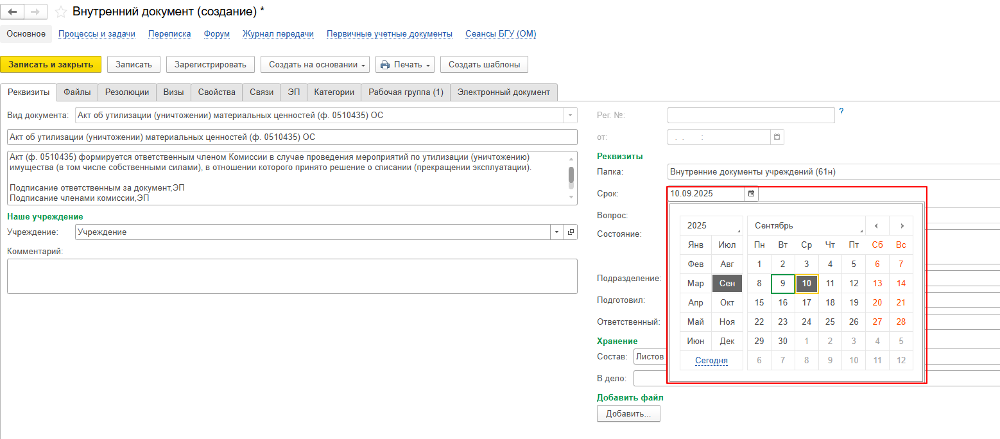 Внутренний документ (создание) *
Основное Процессы и задачи Переписка Форум Журнал передачи Первичные учетные документы Сеансы БГУ (ОМ)
Записать и закрыть Записать Зарегистрировать Создать на основании Печать Создать шаблоны
Реквизиты Файлы Резолюции Визы Свойства Связи ЭП Категории Рабочая группа (1) Электронный документ
Вид документа: Акт об утилизации (уничтожении) материальных ценностей (ф. 0510435) ОС
Акт об утилизации (уничтожении) материальных ценностей (ф. 0510435) ОС
Акт (ф. 0510435) формируется ответственным членом Комиссии в случае проведения мероприятий по утилизации (уничтожению)
имущества (в том числе собственными силами), в отношении которого принято решение о списании (прекращении эксплуатации).
Подписание ответственным за документ,ЭП
Подписание членами комиссии,ЭП
Наше учреждение
Учреждение: Учреждение
Комментарий:
Рег. №: ?
от: . . :
Реквизиты
Папка: Внутренние документы учреждений (61н)
Срок: 10.09.2025
Вопрос:
Состояние:
Подразделение:
Подготовил:
Ответственный:
Хранение
Состав: Листов
В дело:
Добавить файл
Добавить...
2025 Сентябрь
Янв Июл Пн Вт Ср Чт Пт Сб Вс
Фев Авг 1 2 3 4 5 6 7
Мар Сен 8 9 10 11 12 13 14
Апр Окт 15 16 17 18 19 20 21
Май Ноя 22 23 24 25 26 27 28
Июн Дек 29 30 1 2 3 4 5
Сегодня 6 7 8 9 10 11 12